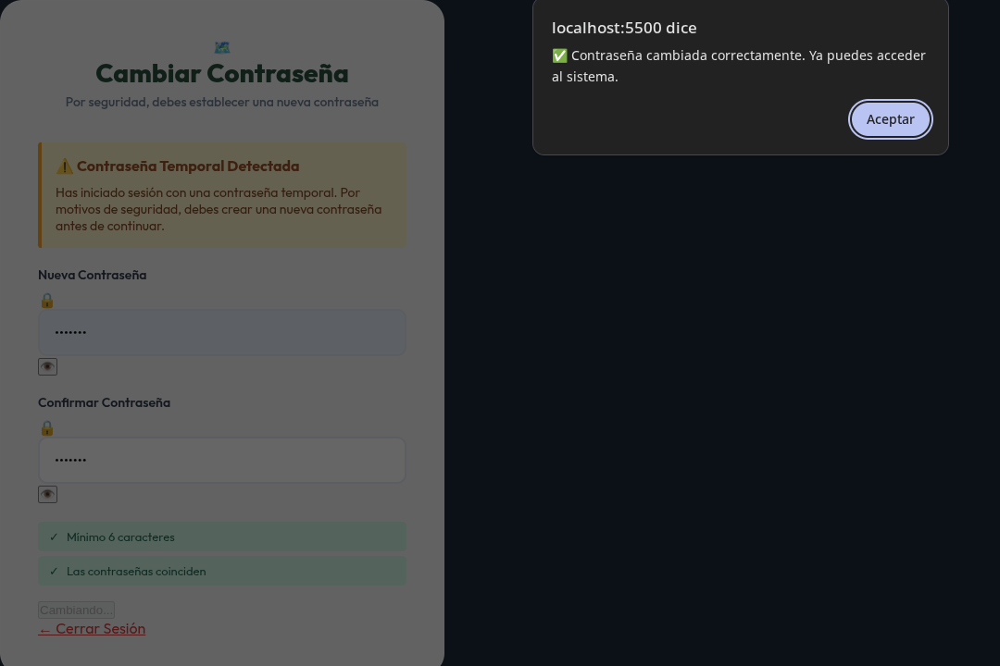 🗺️
Cambiar Contraseña
Por seguridad, debes establecer una nueva contraseña
⚠️ Contraseña Temporal Detectada
Has iniciado sesión con una contraseña temporal. Por
motivos de seguridad, debes crear una nueva contraseña
antes de continuar.
Nueva Contraseña
🔒
•••••••
👁️
Confirmar Contraseña
🔒
•••••••
👁️
✓ Mínimo 6 caracteres
✓ Las contraseñas coinciden
Cambiando...
← Cerrar Sesión
localhost:5500 dice
✅ Contraseña cambiada correctamente. Ya puedes acceder
al sistema.
Aceptar